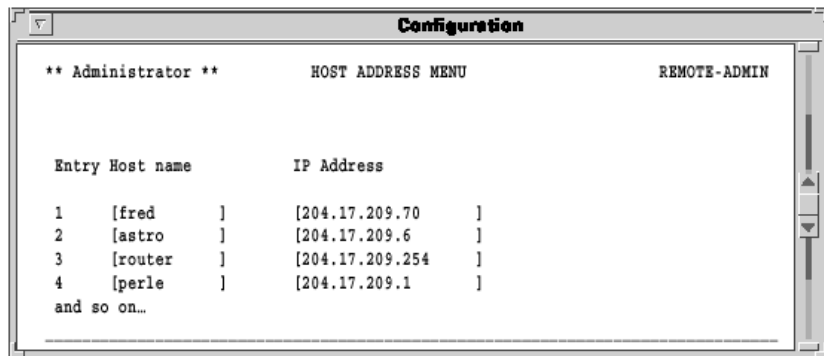 Configuration
** Administrator ** HOST ADDRESS MENU REMOTE-ADMIN
Entry Host name IP Address
1 [fred ] [204.17.209.70 ]
2 [astro ] [204.17.209.6 ]
3 [router ] [204.17.209.254 ]
4 [perle ] [204.17.209.1 ]
and so on…